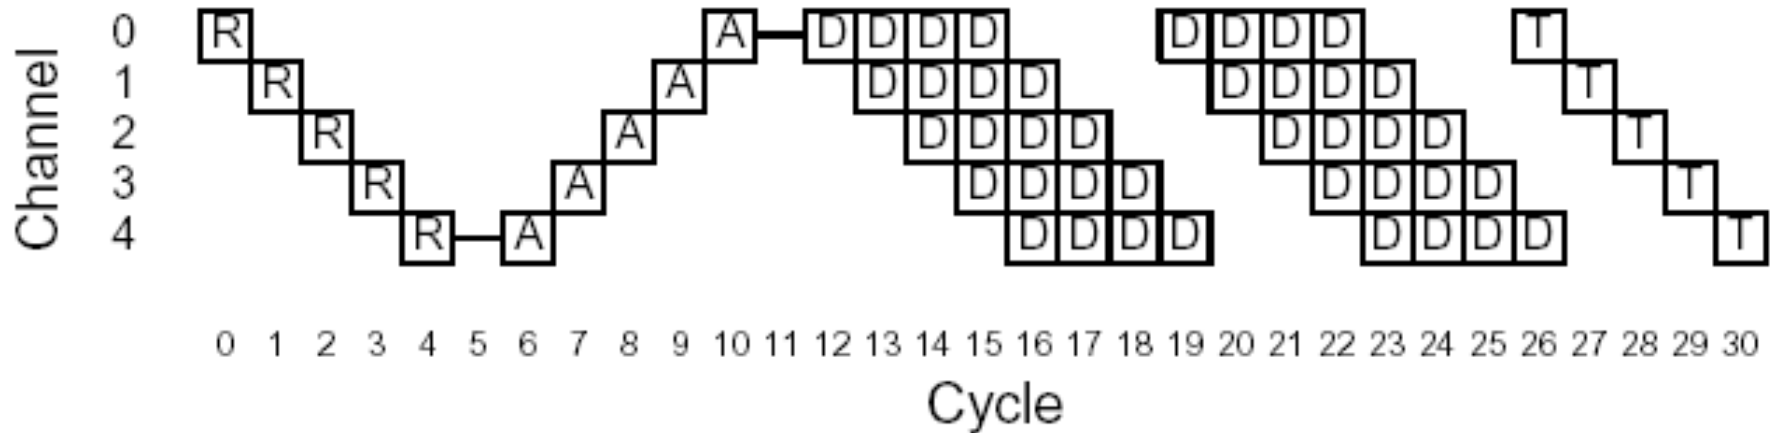 Channel
0 R A D D D D D D D D T
1 R A D D D D D D D D T
2 R A D D D D D D D D T
3 R A D D D D D D D D T
4 R A D D D D D D D D T
0 1 2 3 4 5 6 7 8 9 10 11 12 13 14 15 16 17 18 19 20 21 22 23 24 25 26 27 28 29 30
Cycle